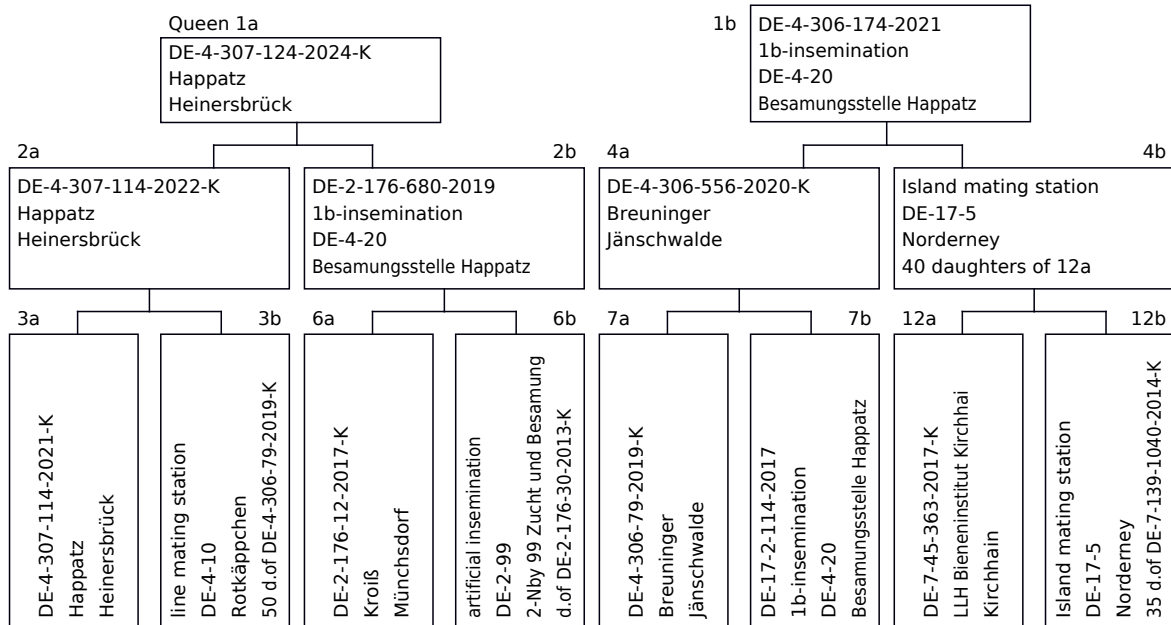 Queen 1a
DE-4-307-124-2024-K
Happatz
Heinersbrück
1b
DE-4-306-174-2021
1b-insemination
DE-4-20
Besamungsstelle Happatz
2a
DE-4-307-114-2022-K
Happatz
Heinersbrück
2b
DE-2-176-680-2019
1b-insemination
DE-4-20
Besamungsstelle Happatz
4a
DE-4-306-556-2020-K
Breuninger
Jänschwalde
4b
Island mating station
DE-17-5
Norderney
40 daughters of 12a
3a
DE-4-307-114-2021-K
Happatz
Heinersbrück
3b
line mating station
DE-4-10
Rotkäppchen
50 d.of DE-4-306-79-2019-K
6a
DE-2-176-12-2017-K
Kroiß
Münchsdorf
6b
artificial insemination
DE-2-99
2-Nby 99 Zucht und Besamung
d.of DE-2-176-30-2013-K
7a
DE-4-306-79-2019-K
Breuninger
Jänschwalde
7b
DE-17-2-114-2017
1b-insemination
DE-4-20
Besamungsstelle Happatz
12a
DE-7-45-363-2017-K
LLH Bieneninstitut Kirchhai
Kirchhain
12b
Island mating station
DE-17-5
Norderney
35 d.of DE-7-139-1040-2014-K